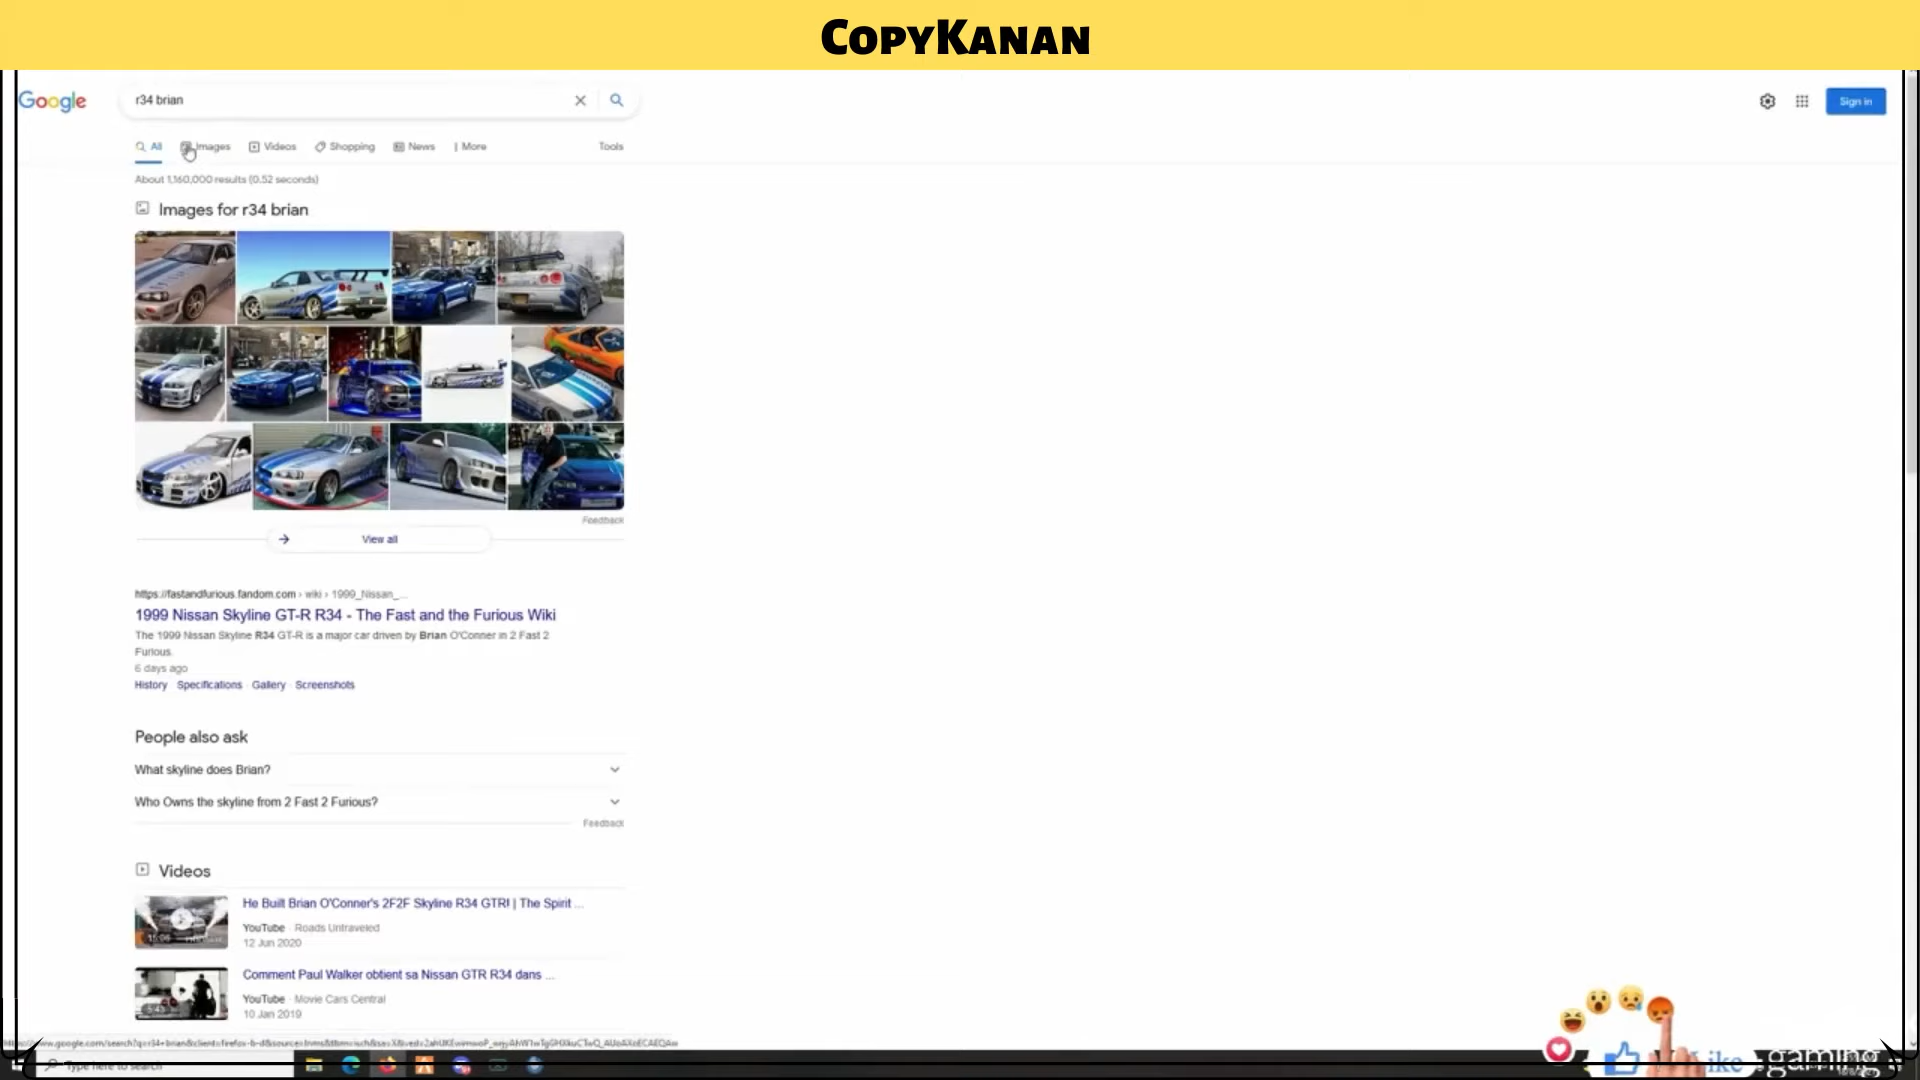 CopyKanan
Google
r34 brian
Sign in
All
Images
Videos
Shopping
News
More
Tools
About 1,160,000 results (0.52 seconds)
Images for r34 brian
Feedback
View all
https://fastandfurious.fandom.com › wiki › 1999_Nissan_...
1999 Nissan Skyline GT-R R34 - The Fast and the Furious Wiki
The 1999 Nissan Skyline R34 GT-R is a major car driven by Brian O'Conner in 2 Fast 2
Furious.
6 days ago
History · Specifications · Gallery · Screenshots
People also ask
What skyline does Brian?
Who Owns the skyline from 2 Fast 2 Furious?
Feedback
Videos
He Built Brian O'Conner's 2F2F Skyline R34 GTR! | The Spirit ...
YouTube · Roads Untraveled
12 Jun 2020
Comment Paul Walker obtient sa Nissan GTR R34 dans ...
YouTube · Movie Cars Central
10 Jan 2019
Type here to search
gaming